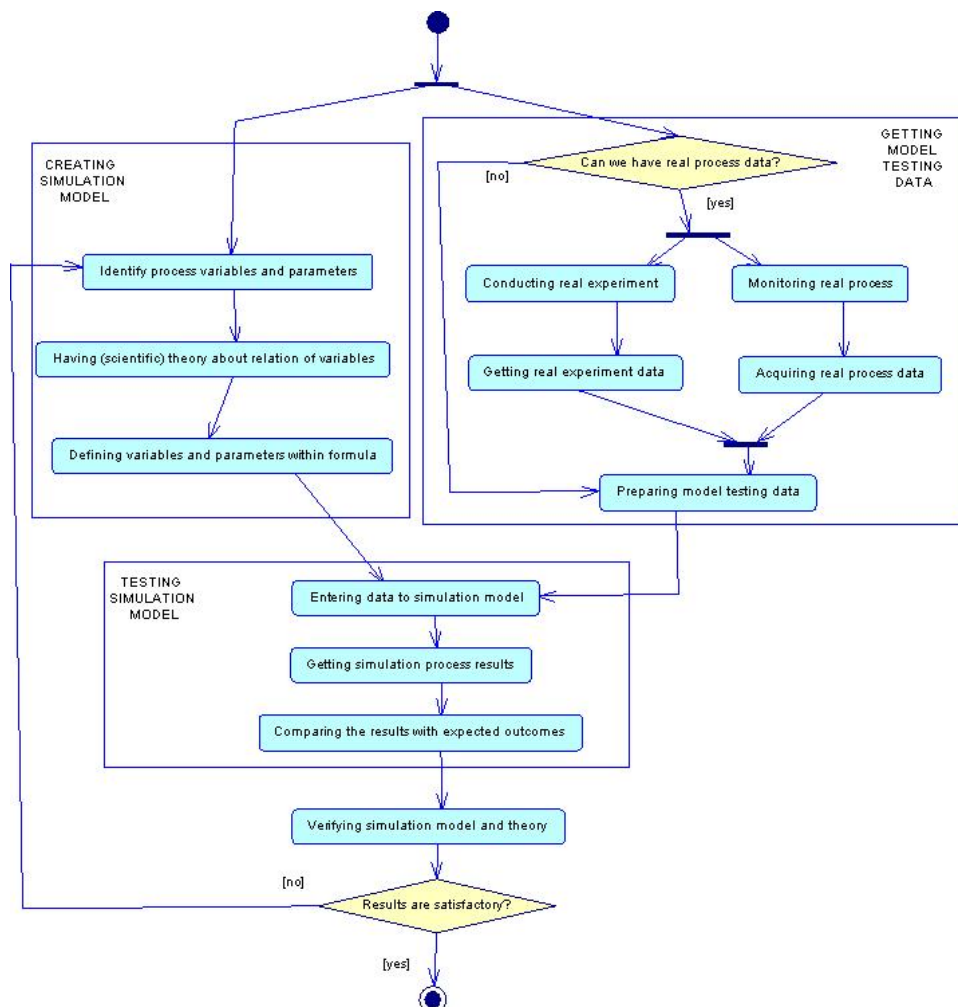 GETTING
MODEL
TESTING
DATA
CREATING
SIMULATION
MODEL
Can we have real process data?
[no]
[yes]
Identify process variables and parameters
Conducting real experiment
Monitoring real process
Having (scientific) theory about relation of variables
Getting real experiment data
Acquiring real process data
Defining variables and parameters within formula
Preparing model testing data
TESTING
SIMULATION
MODEL
Entering data to simulation model
Getting simulation process results
Comparing the results with expected outcomes
Verifying simulation model and theory
[no]
Results are satisfactory?
[yes]